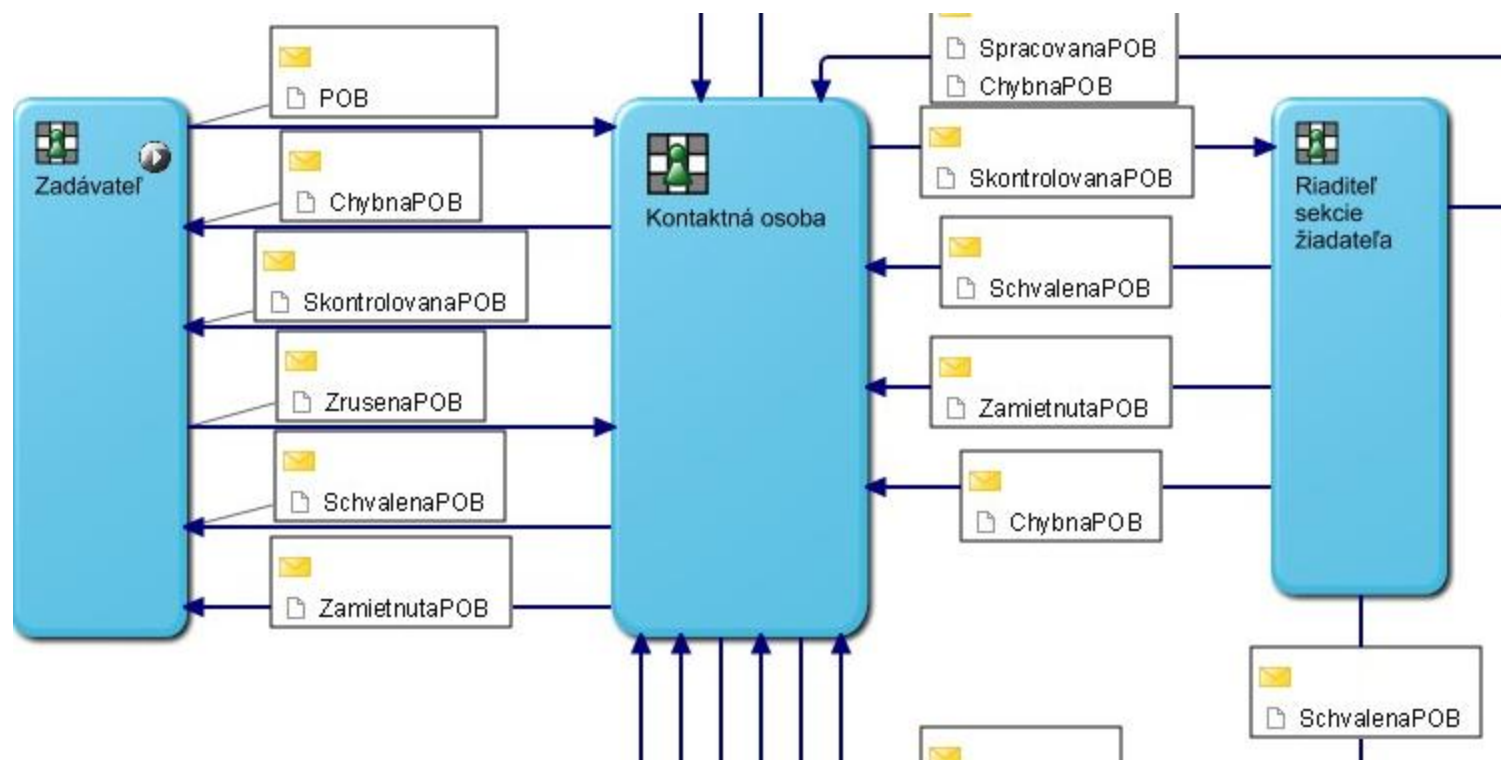 POB
ChybnaPOB
SkontrolovanaPOB
ZrusenaPOB
SchvalenaPOB
ZamietnutaPOB
Zadávateľ
Kontaktná osoba
SpracovanaPOB
ChybnaPOB
SkontrolovanaPOB
SchvalenaPOB
ZamietnutaPOB
ChybnaPOB
Riaditeľ
sekcie
žiadateľa
SchvalenaPOB